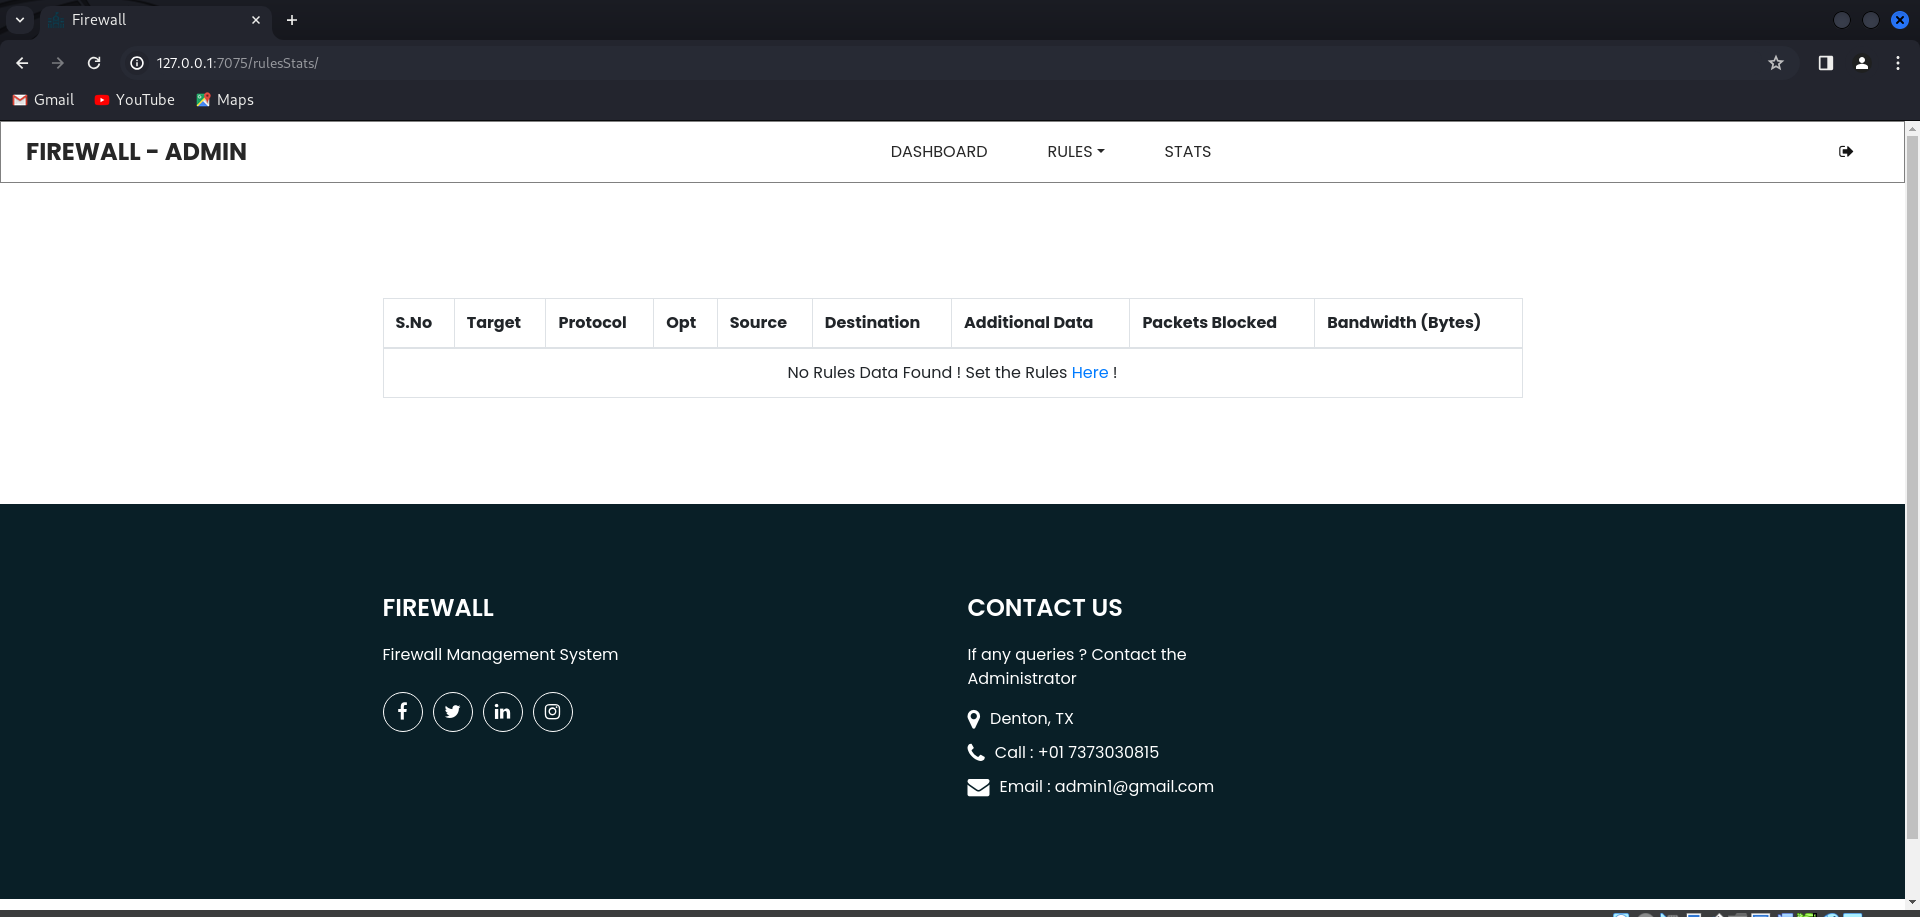 Firewall
127.0.0.1:7075/rulesStats/
Gmail YouTube Maps
FIREWALL - ADMIN DASHBOARD RULES STATS
S.No Target Protocol Opt Source Destination Additional Data Packets Blocked Bandwidth (Bytes)
No Rules Data Found ! Set the Rules Here !
FIREWALL
Firewall Management System
CONTACT US
If any queries ? Contact the
Administrator
Denton, TX
Call : +01 7373030815
Email : admin1@gmail.com